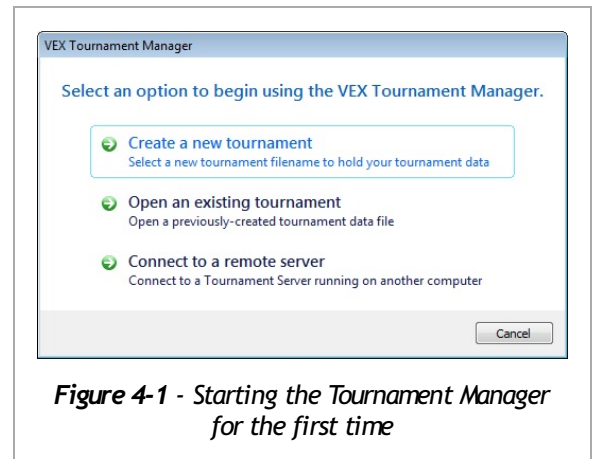 VEX Tournament Manager
Select an option to begin using the VEX Tournament Manager.
Create a new tournament
Select a new tournament filename to hold your tournament data
Open an existing tournament
Open a previously-created tournament data file
Connect to a remote server
Connect to a Tournament Server running on another computer
Cancel
Figure 4-1 - Starting the Tournament Manager
for the first time